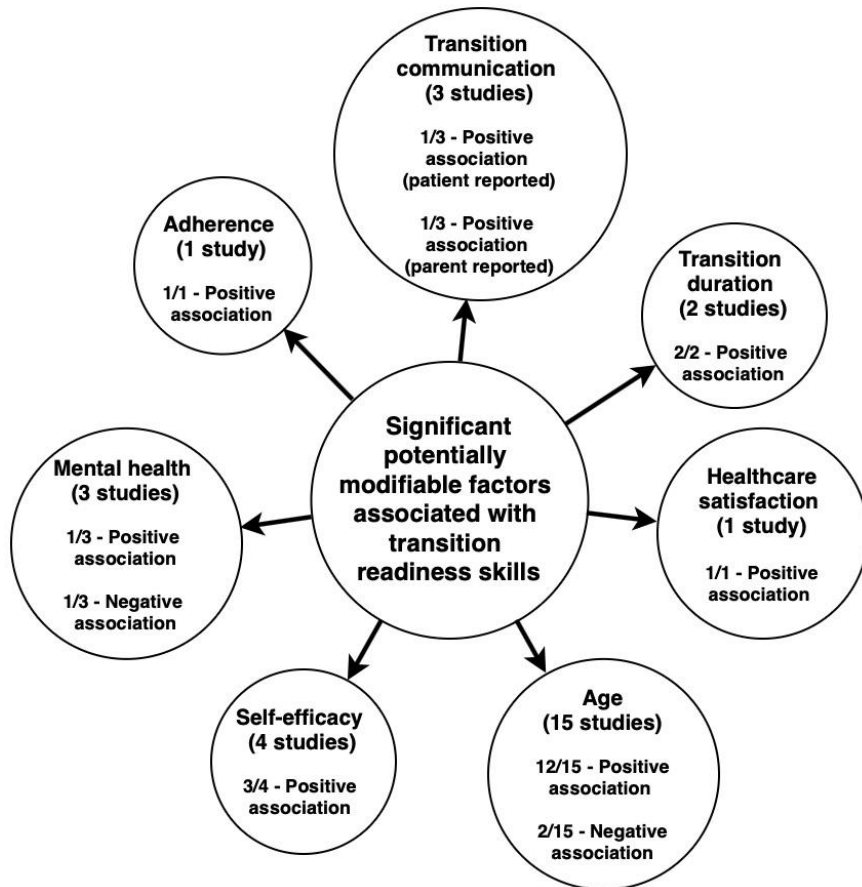 Transition
communication
(3 studies)
1/3 - Positive
association
(patient reported)
1/3 - Positive
association
(parent reported)
Adherence
(1 study)
1/1 - Positive
association
Transition
duration
(2 studies)
2/2 - Positive
association
Significant
potentially
modifiable factors
associated with
transition
readiness skills
Mental health
(3 studies)
1/3 - Positive
association
1/3 - Negative
association
Healthcare
satisfaction
(1 study)
1/1 - Positive
association
Self-efficacy
(4 studies)
3/4 - Positive
association
Age
(15 studies)
12/15 - Positive
association
2/15 - Negative
association